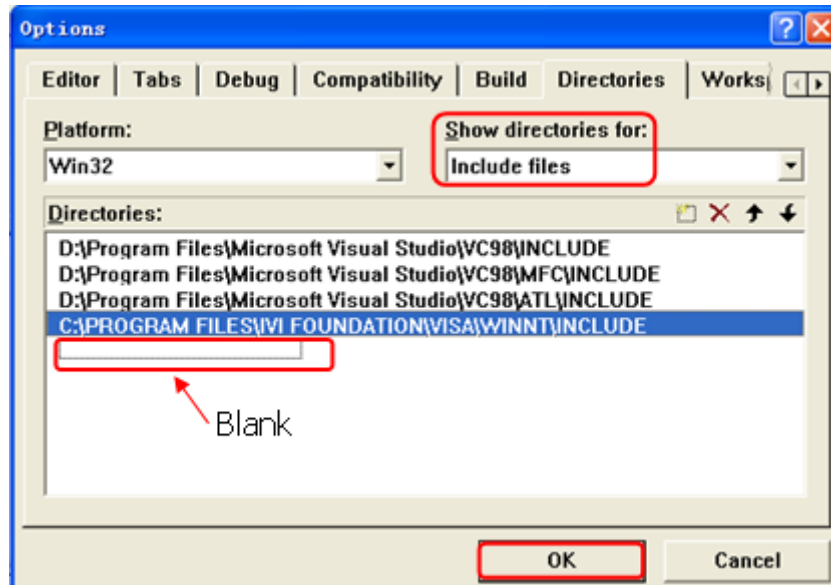 Options
Editor Tabs Debug Compatibility Build Directories Works
Platform: Show directories for:
Win32 Include files
Directories:
D:\Program Files\Microsoft Visual Studio\VC98\INCLUDE
D:\Program Files\Microsoft Visual Studio\VC98\MFC\INCLUDE
D:\Program Files\Microsoft Visual Studio\VC98\ATL\INCLUDE
C:\PROGRAM FILES\IVI FOUNDATION\VISA\WINNT\INCLUDE
Blank
OK Cancel